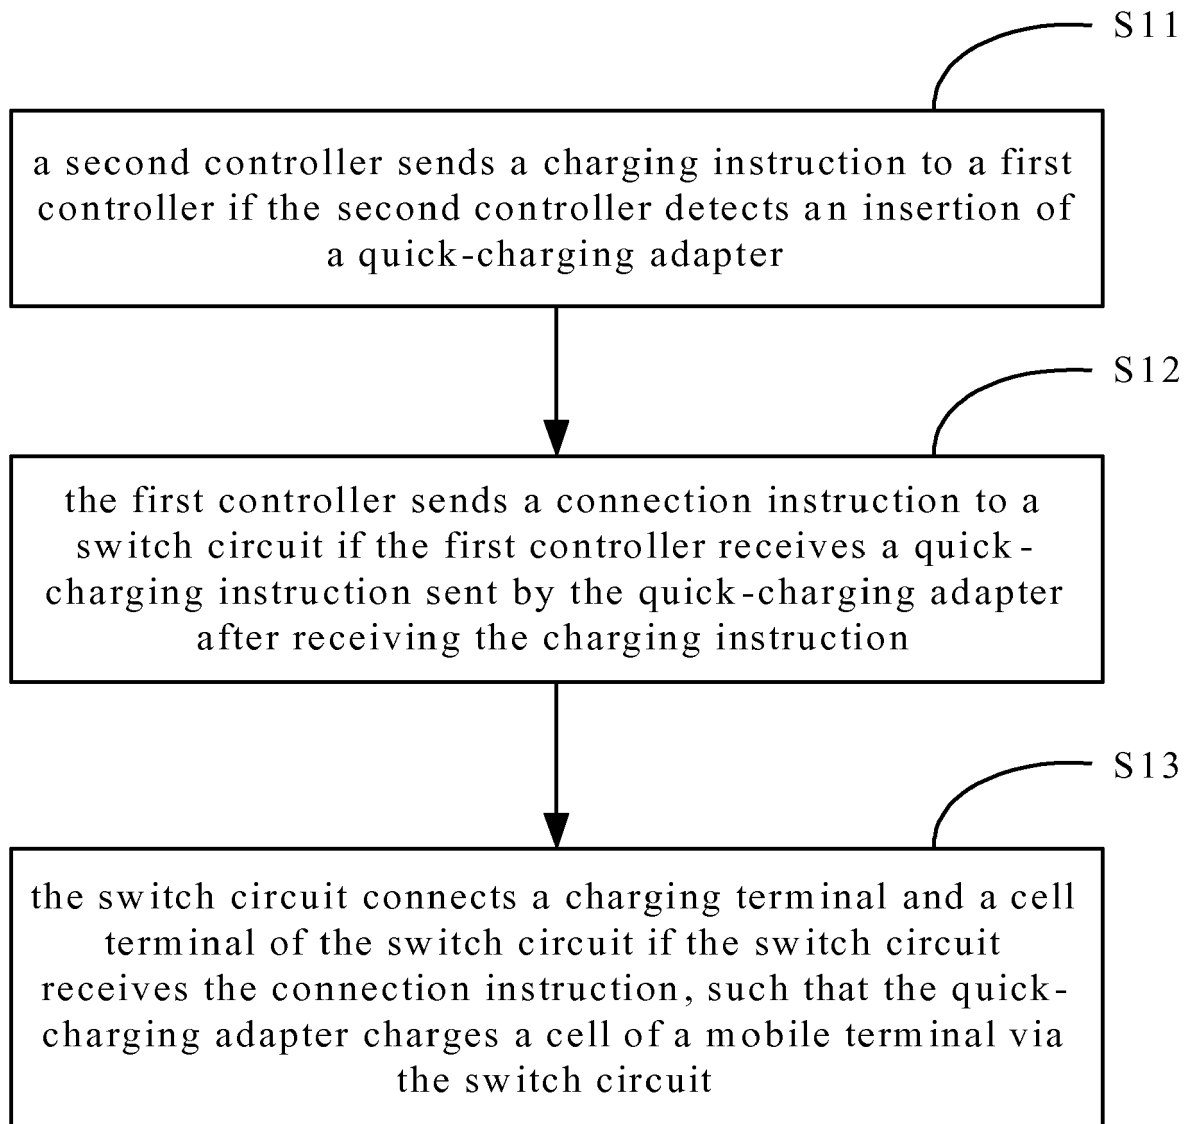 S11
a second controller sends a charging instruction to a first
controller if the second controller detects an insertion of
a quick-charging adapter
S12
the first controller sends a connection instruction to a
switch circuit if the first controller receives a quick-
charging instruction sent by the quick-charging adapter
after receiving the charging instruction
S13
the switch circuit connects a charging terminal and a cell
terminal of the switch circuit if the switch circuit
receives the connection instruction, such that the quick-
charging adapter charges a cell of a mobile terminal via
the switch circuit